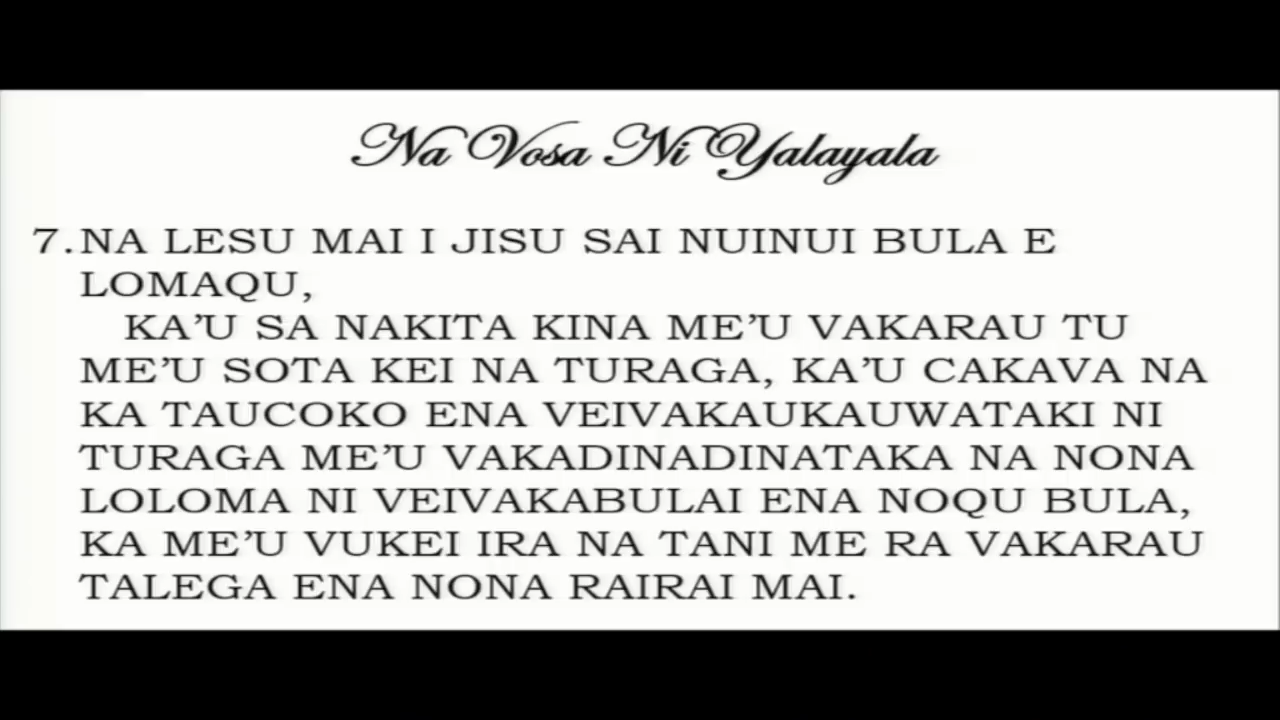 Na Vosa Ni Yalayala
7. NA LESU MAI I JISU SAI NUINUI BULA E
LOMAQU,
KA’U SA NAKITA KINA ME’U VAKARAU TU
ME’U SOTA KEI NA TURAGA, KA’U CAKAVA NA
KA TAUCOKO ENA VEIVAKAUKAUWATAKI NI
TURAGA ME’U VAKADINADINATAKA NA NONA
LOLOMA NI VEIVAKABULAI ENA NOQU BULA,
KA ME’U VUKEI IRA NA TANI ME RA VAKARAU
TALEGA ENA NONA RAIRAI MAI.